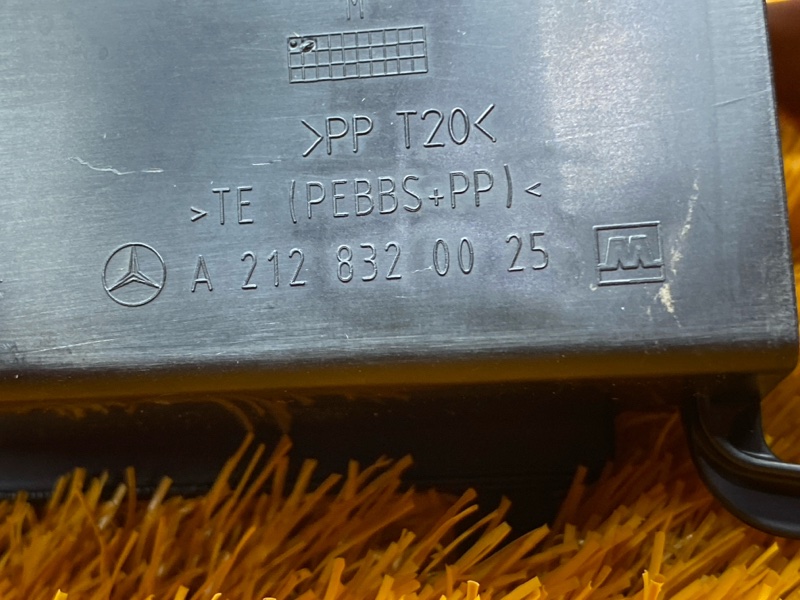 M
>PP T20<
>TE (PEBBS+PP)<
A 212 832 00 25 M